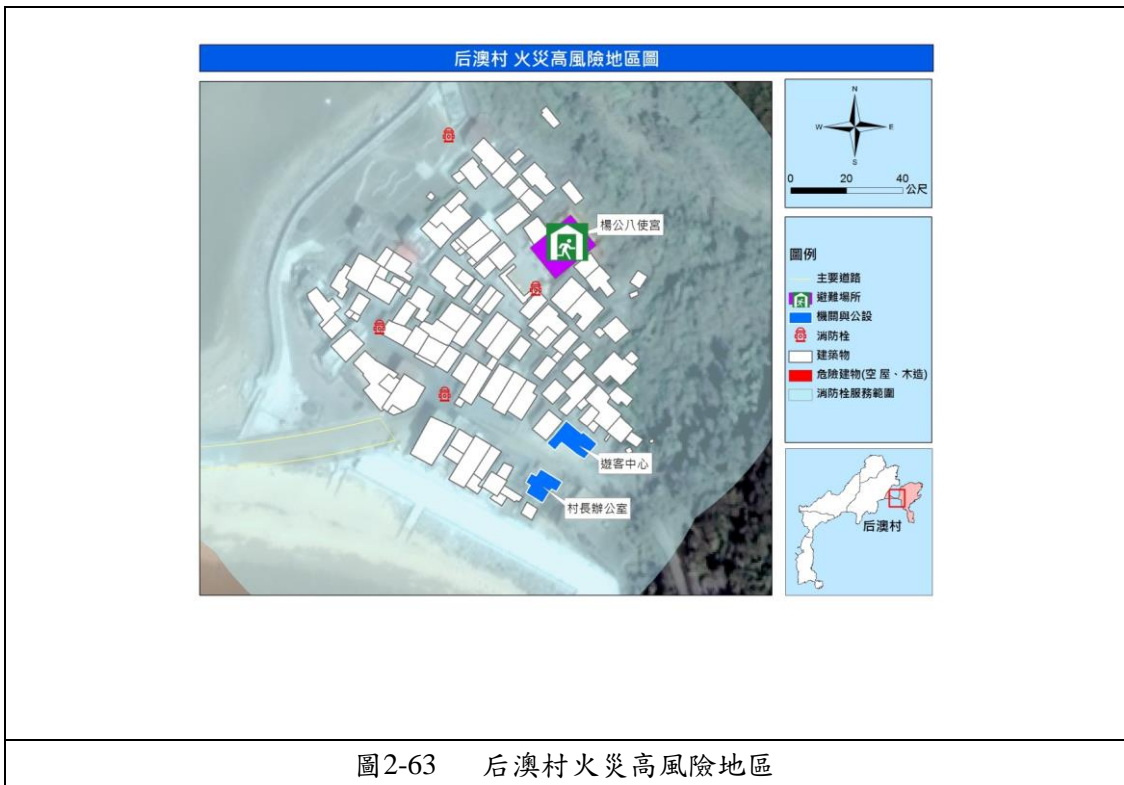 后澳村 火災高風險地區圖
楊公八使宮
遊客中心
村長辦公室
N
W
E
S
0 20 40
公尺
圖例
主要道路
避難場所
機關與公設
消防栓
建築物
危險建物(空屋、木造)
消防栓服務範圍
后澳村
圖2-63 后澳村火災高風險地區